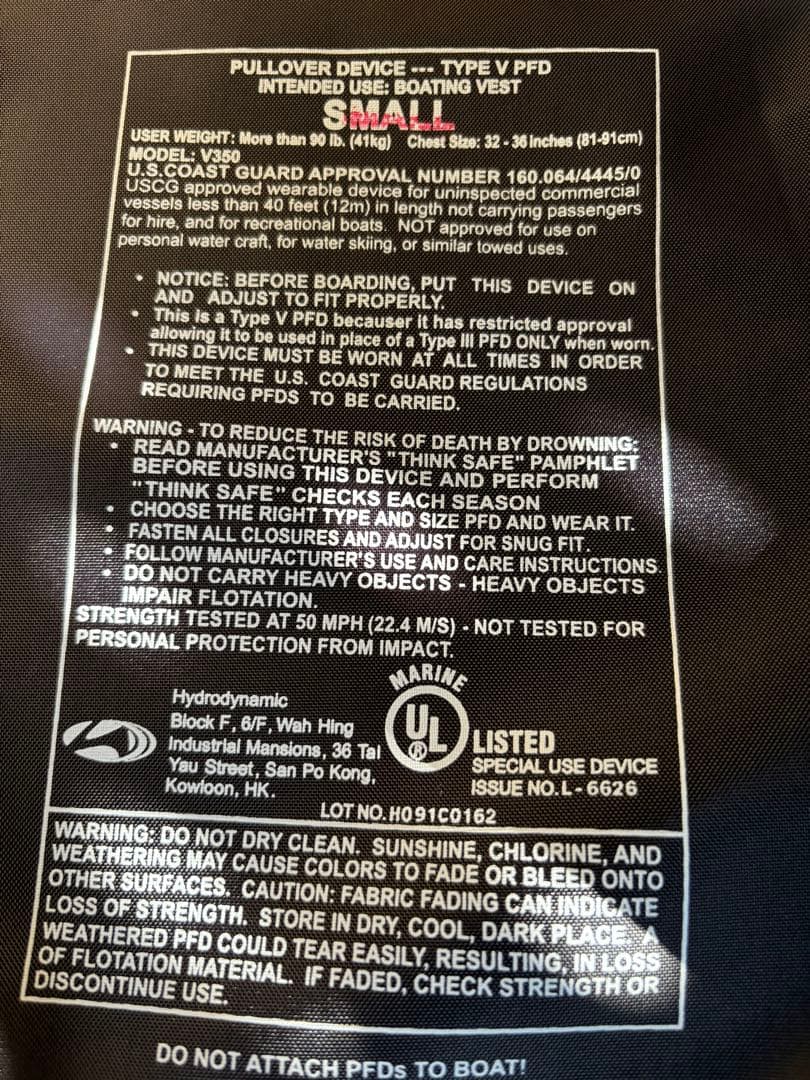 PULLOVER DEVICE --- TYPE V PFD
INTENDED USE: BOATING VEST
SMALL
USER WEIGHT: More than 90 lb. (41kg) Chest Size: 32 - 36 Inches (81-91cm)
MODEL: V350
U.S.COAST GUARD APPROVAL NUMBER 160.064/4445/0
USCG approved wearable device for uninspected commercial
vessels less than 40 feet (12m) in length not carrying passengers
for hire, and for recreational boats. NOT approved for use on
personal water craft, for water skiing, or similar towed uses.
• NOTICE: BEFORE BOARDING, PUT THIS DEVICE ON
AND ADJUST TO FIT PROPERLY.
• This is a Type V PFD becauser it has restricted approval
allowing it to be used in place of a Type III PFD ONLY when worn.
• THIS DEVICE MUST BE WORN AT ALL TIMES IN ORDER
TO MEET THE U.S. COAST GUARD REGULATIONS
REQUIRING PFDS TO BE CARRIED.
WARNING - TO REDUCE THE RISK OF DEATH BY DROWNING:
• READ MANUFACTURER'S "THINK SAFE" PAMPHLET
BEFORE USING THIS DEVICE AND PERFORM
"THINK SAFE" CHECKS EACH SEASON
• CHOOSE THE RIGHT TYPE AND SIZE PFD AND WEAR IT.
• FASTEN ALL CLOSURES AND ADJUST FOR SNUG FIT.
• FOLLOW MANUFACTURER'S USE AND CARE INSTRUCTIONS
• DO NOT CARRY HEAVY OBJECTS - HEAVY OBJECTS
IMPAIR FLOTATION.
STRENGTH TESTED AT 50 MPH (22.4 M/S) - NOT TESTED FOR
PERSONAL PROTECTION FROM IMPACT.
Hydrodynamic
Block F, 6/F, Wah Hing
Industrial Mansions, 36 Tai
Yau Street, San Po Kong,
Kowloon, HK.
MARINE
UL®
LISTED
SPECIAL USE DEVICE
ISSUE NO. L - 6626
LOT NO. H091C0162
WARNING: DO NOT DRY CLEAN. SUNSHINE, CHLORINE, AND
WEATHERING MAY CAUSE COLORS TO FADE OR BLEED ONTO
OTHER SURFACES. CAUTION: FABRIC FADING CAN INDICATE
LOSS OF STRENGTH. STORE IN DRY, COOL, DARK PLACE. A
WEATHERED PFD COULD TEAR EASILY, RESULTING, IN LOSS
OF FLOTATION MATERIAL. IF FADED, CHECK STRENGTH OR
DISCONTINUE USE.
DO NOT ATTACH PFDs TO BOAT!